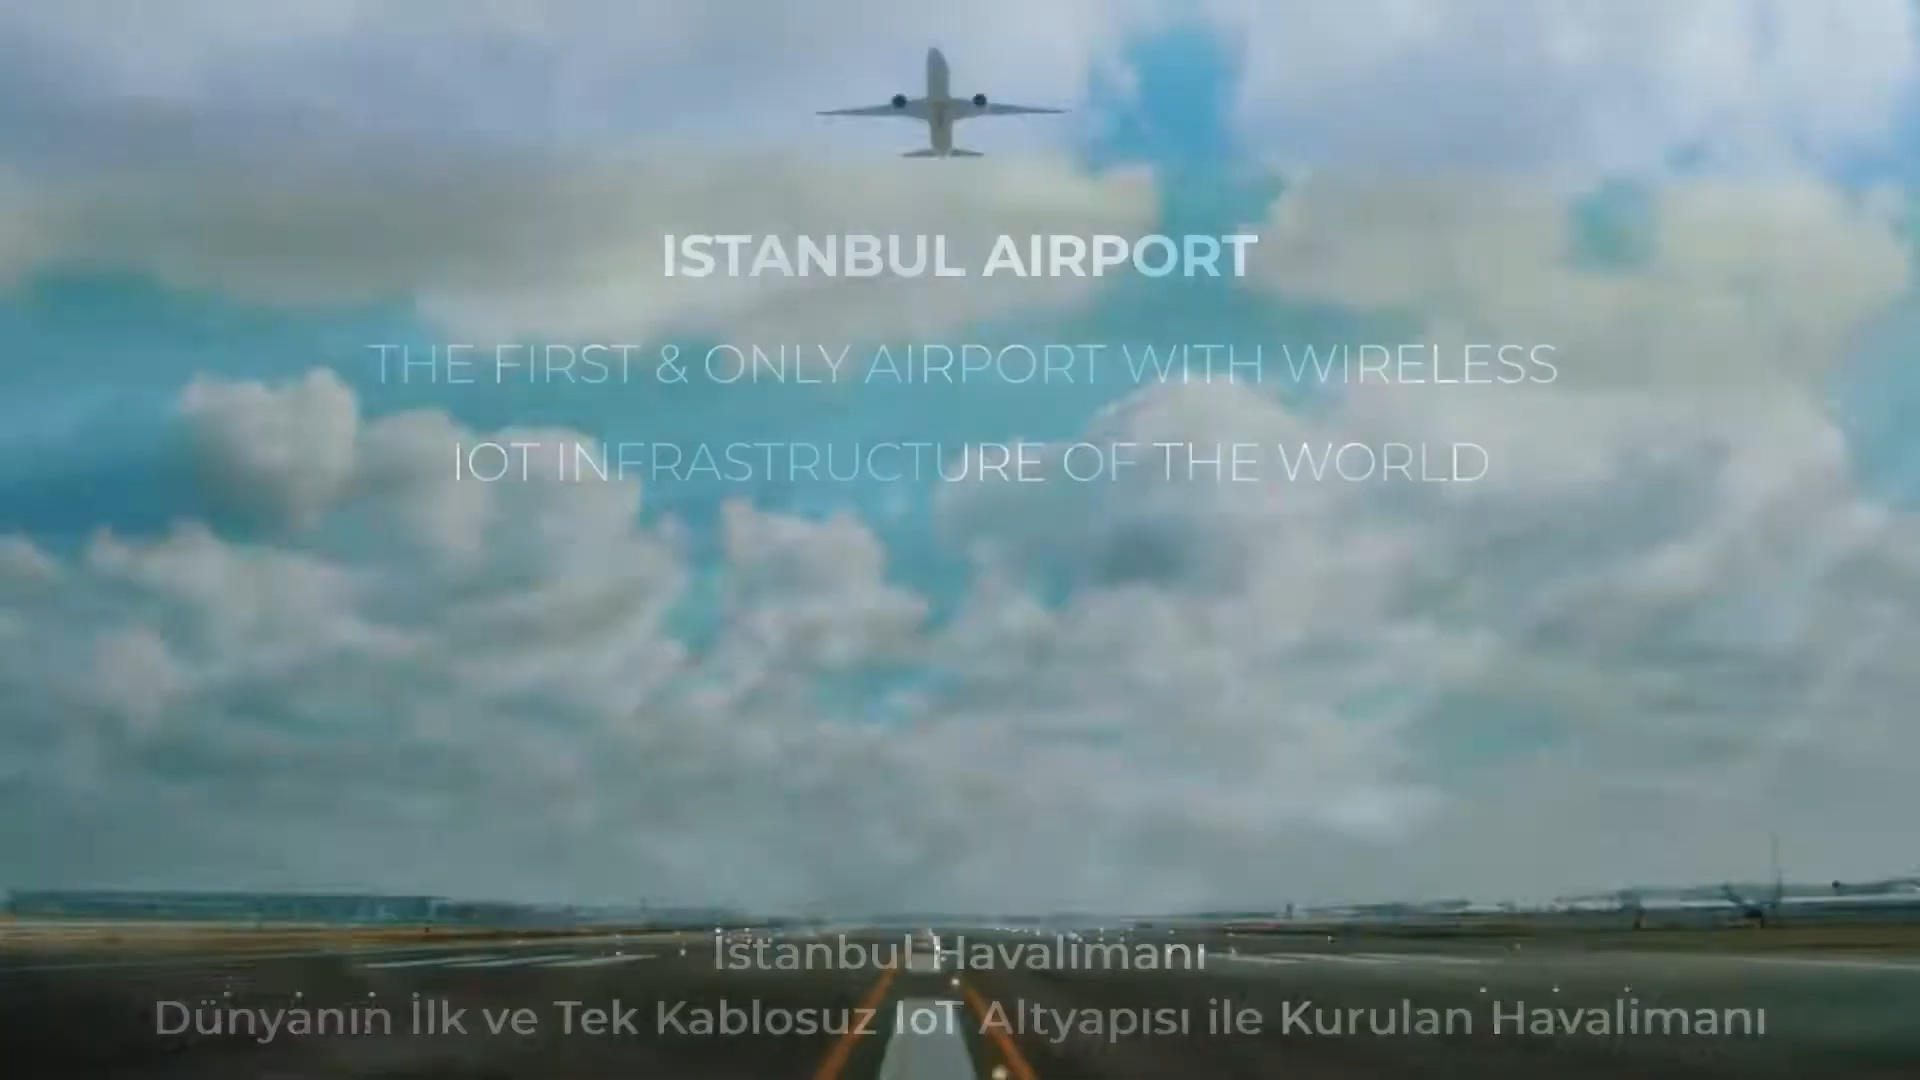 ISTANBUL AIRPORT
THE FIRST & ONLY AIRPORT WITH WIRELESS
IOT INFRASTRUCTURE OF THE WORLD
İstanbul Havalimanı
Dünyanın İlk ve Tek Kablosuz IoT Altyapısı ile Kurulan Havalimanı